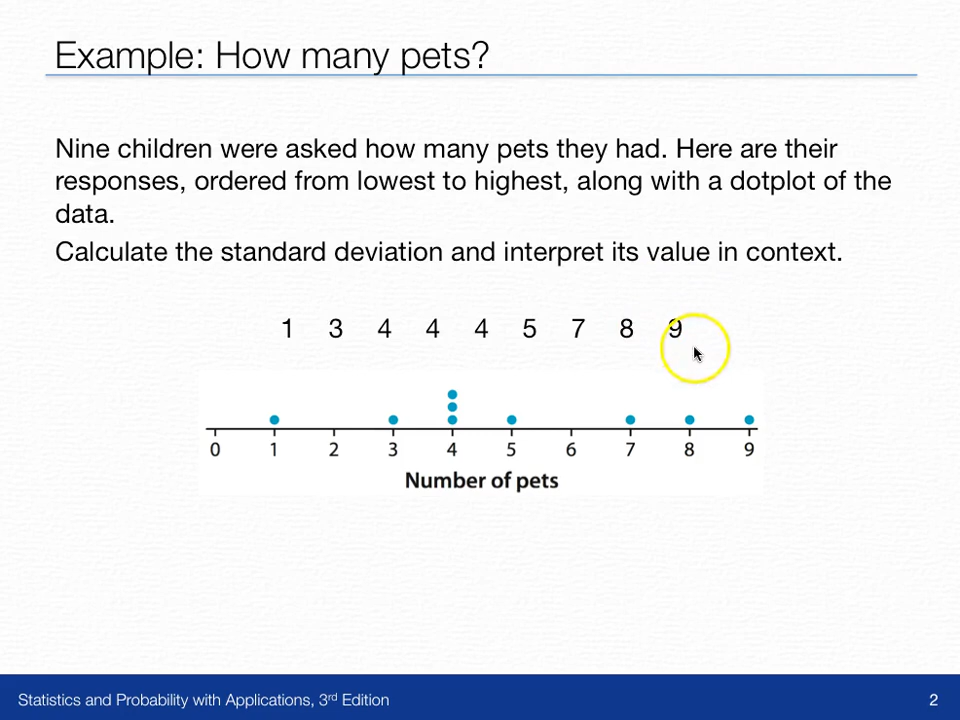 Example: How many pets?
Nine children were asked how many pets they had. Here are their
responses, ordered from lowest to highest, along with a dotplot of the
data.
Calculate the standard deviation and interpret its value in context.
1 3 4 4 4 5 7 8 9
0 1 2 3 4 5 6 7 8 9
Number of pets
Statistics and Probability with Applications, 3rd Edition 2